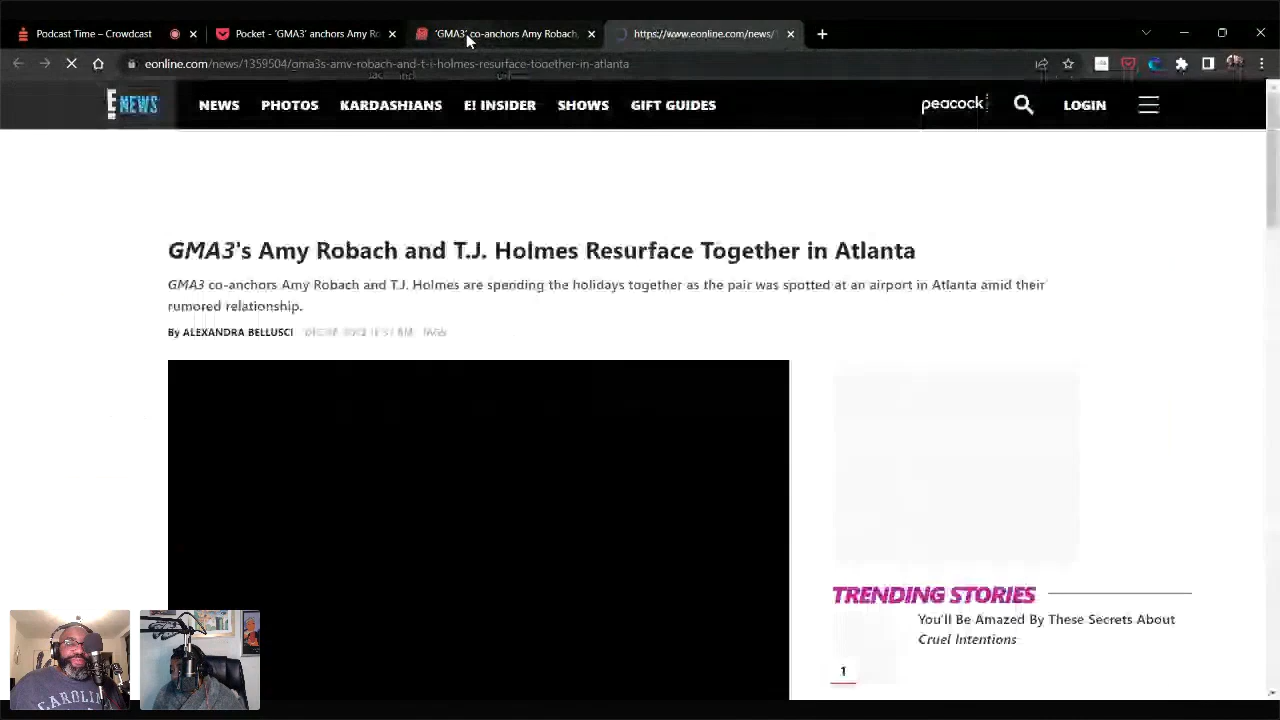 Podcast Time – Crowdcast
Pocket - 'GMA3' anchors Amy Ro
'GMA3' co-anchors Amy Robach,
https://www.eonline.com/news/1
eonline.com/news/1359504/gma3s-amy-robach-and-t-j-holmes-resurface-together-in-atlanta
E! NEWS
NEWS
PHOTOS
KARDASHIANS
E! INSIDER
SHOWS
GIFT GUIDES
peacock
LOGIN
GMA3's Amy Robach and T.J. Holmes Resurface Together in Atlanta
GMA3 co-anchors Amy Robach and T.J. Holmes are spending the holidays together as the pair was spotted at an airport in Atlanta amid their
rumored relationship.
By ALEXANDRA BELLUSCI
TRENDING STORIES
You'll Be Amazed By These Secrets About
Cruel Intentions
1
CAROLIN